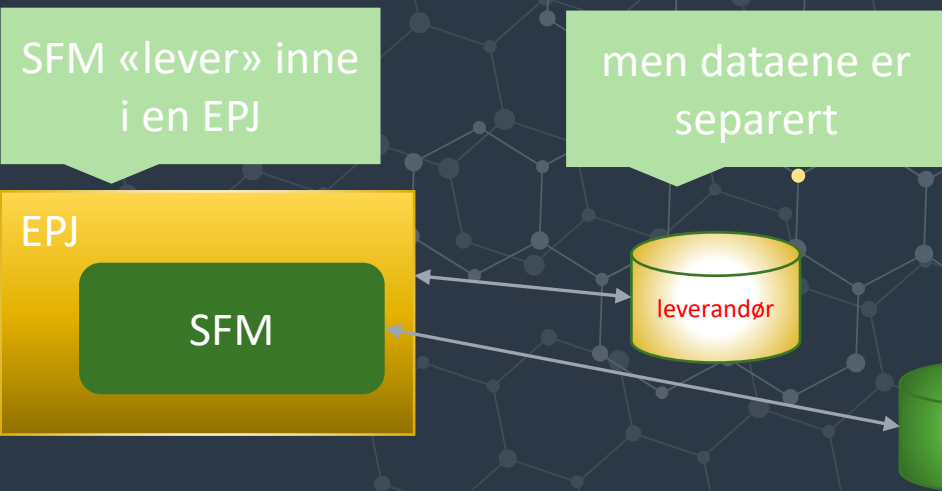 SFM «lever» inne
i en EPJ
men dataene er
separert
EPJ
SFM
leverandør